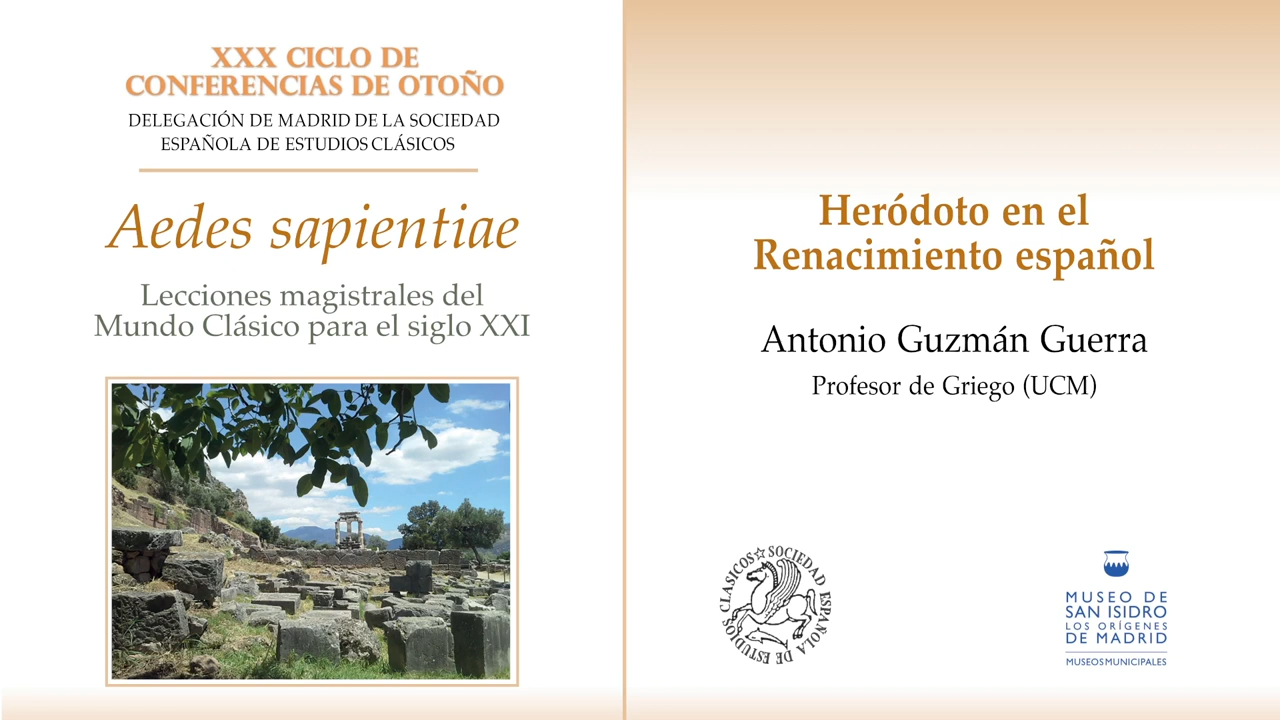 XXX CICLO DE
CONFERENCIAS DE OTOÑO
DELEGACIÓN DE MADRID DE LA SOCIEDAD
ESPAÑOLA DE ESTUDIOS CLÁSICOS
Aedes sapientiae
Lecciones magistrales del
Mundo Clásico para el siglo XXI
Heródoto en el
Renacimiento español
Antonio Guzmán Guerra
Profesor de Griego (UCM)
SOCIEDAD ESPAÑOLA DE ESTUDIOS CLASICOS
MUSEO DE
SAN ISIDRO
LOS ORÍGENES
DE MADRID
MUSEOS MUNICIPALES